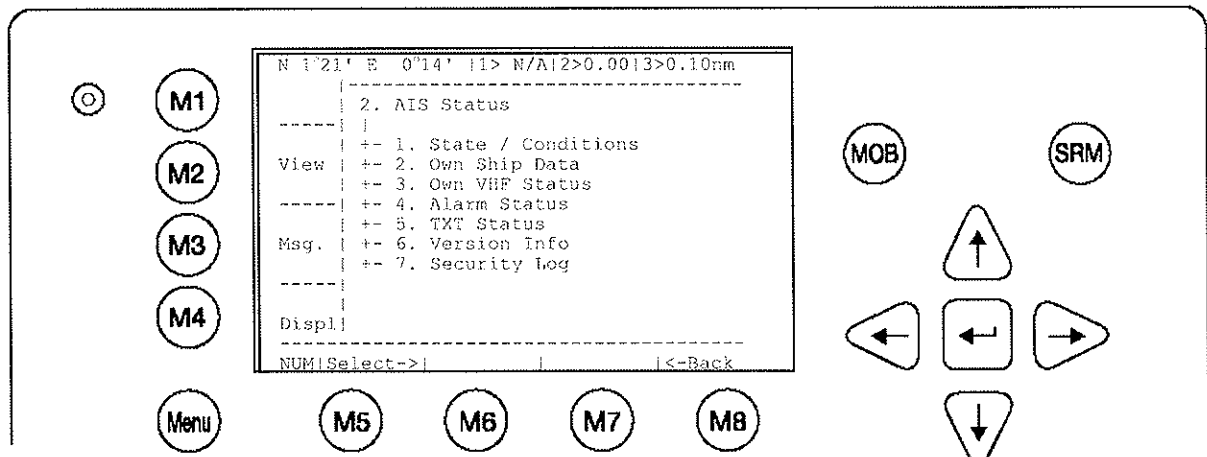 N 1°21' E 0°14' |1> N/A|2>0.00|3>0.10nm
M1
2. AIS Status
1. State / Conditions
MOB
SRM
View
M2
2. Own Ship Data
3. Own VHF Status
4. Alarm Status
5. TXT Status
Msg.
M3
6. Version Info
7. Security Log
M4
Displ
NUM|Select->| | |<-Back
Menu
M5
M6
M7
M8